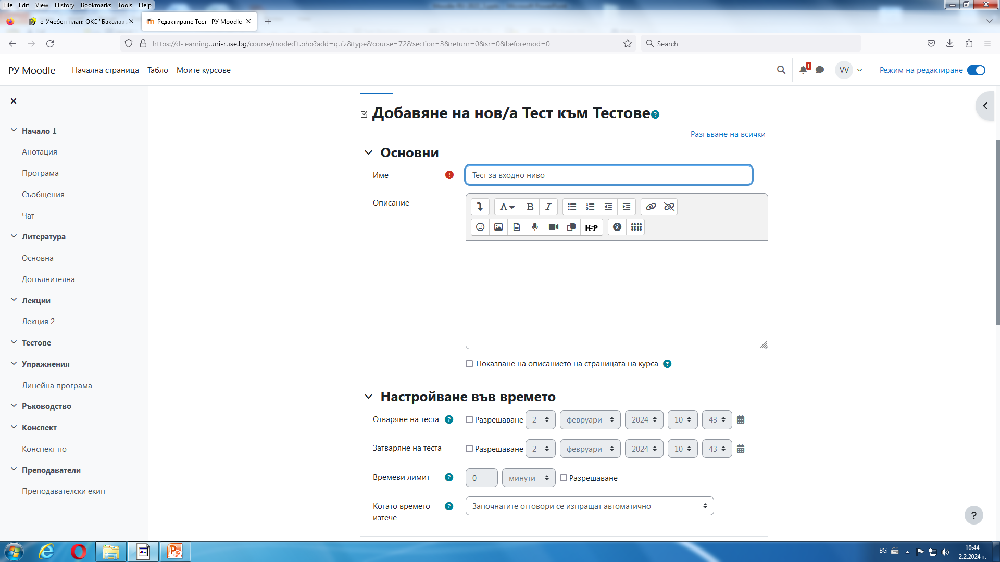 File Edit View History Bookmarks Tools Help
е-Учебен план: ОКС "Бакалавъ
Редактиране Тест | РУ Moodle
https://d-learning.uni-ruse.bg/course/modedit.php?add=quiz&type&course=72&section=3&return=0&sr=0&beforemod=0
Search
РУ Moodle Начална страница Табло Моите курсове
1
VV
Режим на редактиране
Начало 1
Анотация
Програма
Съобщения
Чат
Литература
Основна
Допълнителна
Лекции
Лекция 2
Тестове
Упражнения
Линейна програма
Ръководство
Конспект
Конспект по
Преподаватели
Преподавателски екип
Добавяне на нов/а Тест към Тестове
Разгъване на всички
Основни
Име Тест за входно ниво
Описание
A B I
H5P
Показване на описанието на страницата на курса
Настройване във времето
Отваряне на теста Разрешаване 2 февруари 2024 10 43
Затваряне на теста Разрешаване 2 февруари 2024 10 43
Времеви лимит 0 минути Разрешаване
Когато времето изтече Започнатите отговори се изпращат автоматично
?
BG
10:44
2.2.2024 г.